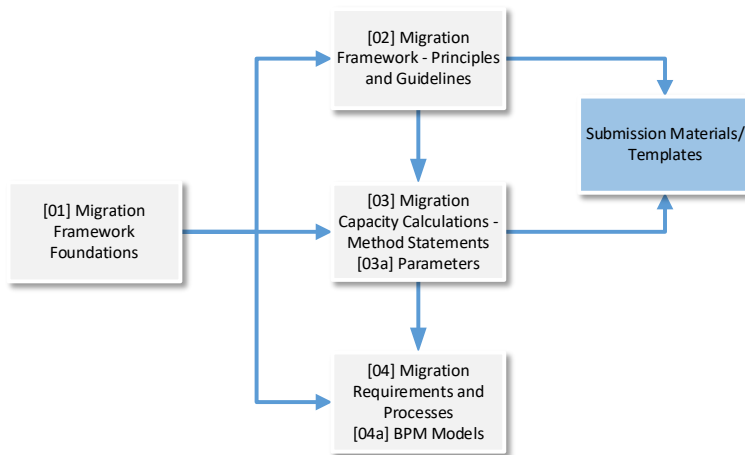 [02] Migration
Framework - Principles
and Guidelines
Submission Materials/
Templates
[01] Migration
Framework
Foundations
[03] Migration
Capacity Calculations -
Method Statements
[03a] Parameters
[04] Migration
Requirements and
Processes
[04a] BPM Models